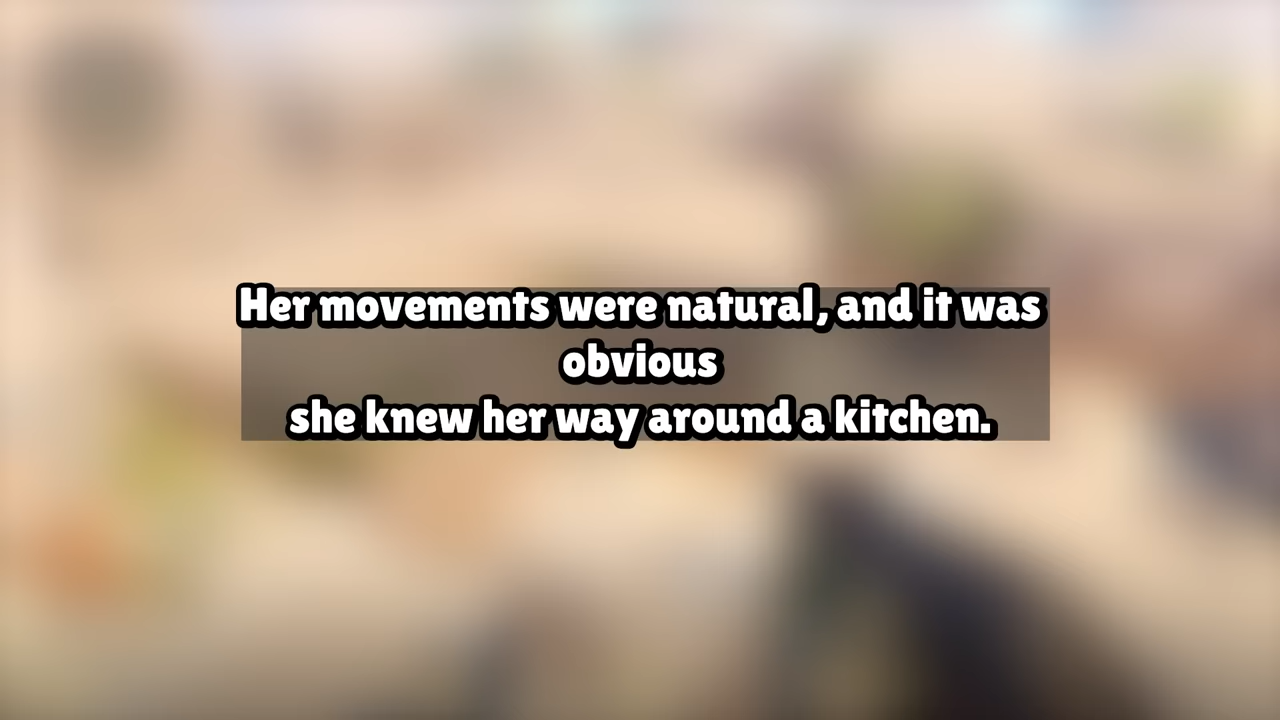 Her movements were natural, and it was
obvious
she knew her way around a kitchen.